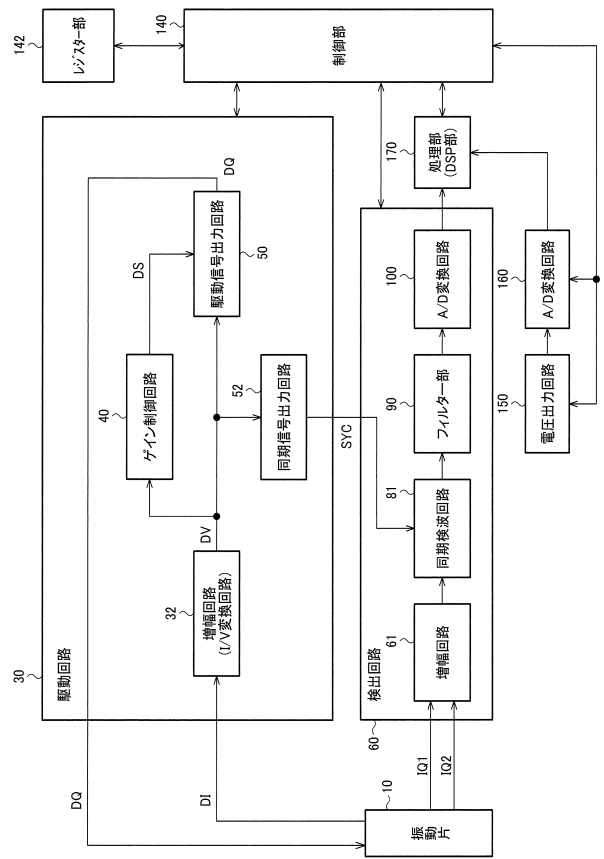 30
駆動回路
DQ
DQ
40
ゲイン制御回路
DS
DV
32
増幅回路
(I/V変換回路)
駆動信号出力回路
50
52
同期信号出力回路
DI
SYC
10
振動片
IQ1
IQ2
60
検出回路
61
増幅回路
81
同期検波回路
90
フィルター部
100
A/D変換回路
170
処理部
(DSP部)
150
電圧出力回路
160
A/D変換回路
140
制御部
142
レジスター部